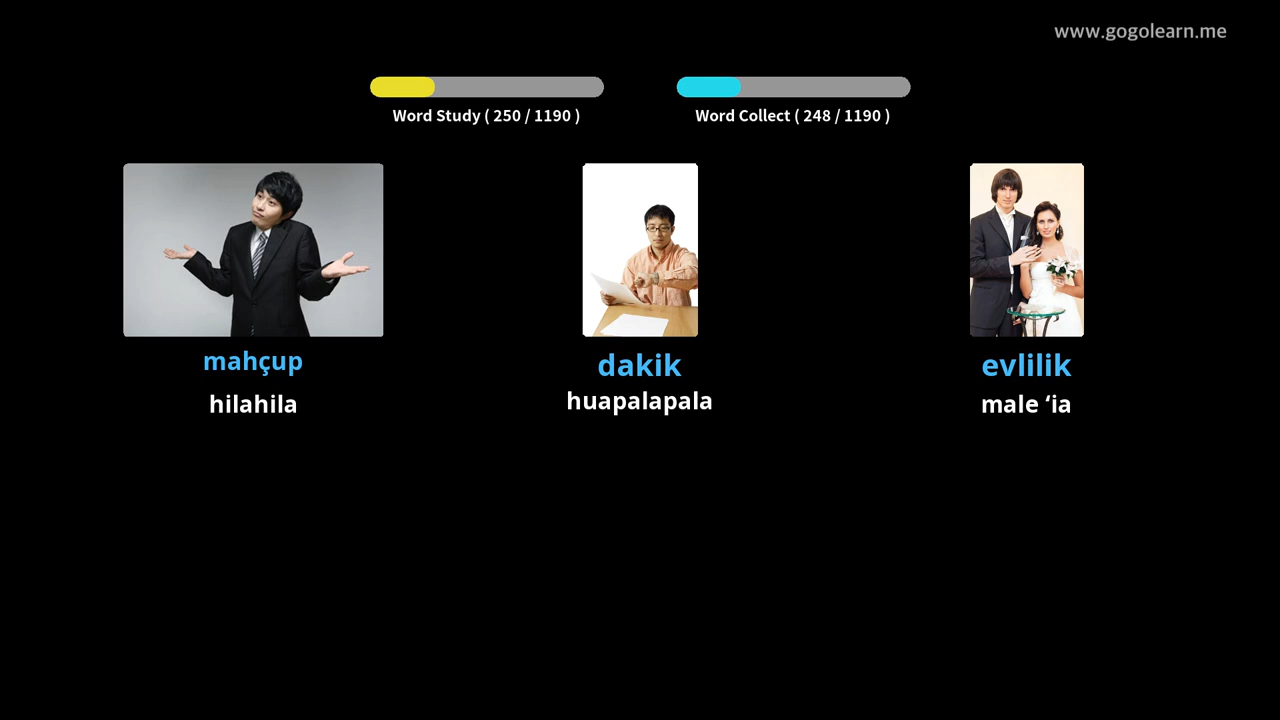 www.gogolearn.me
Word Study ( 250 / 1190 )
Word Collect ( 248 / 1190 )
mahçup
hilahila
dakik
huapalapala
evlilik
male ʻia